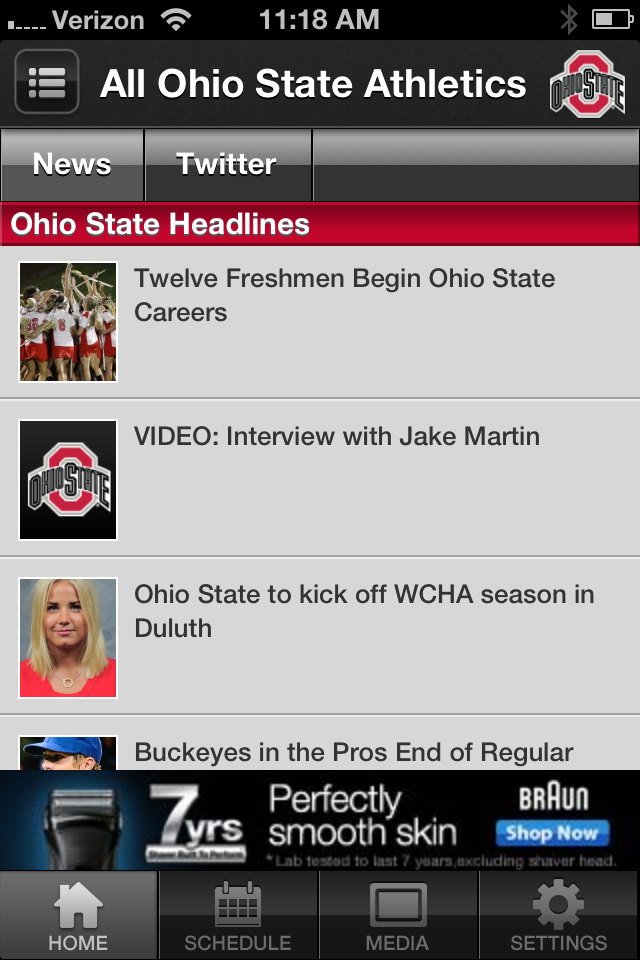 Verizon 11:18 AM
All Ohio State Athletics
OHIO STATE
News Twitter
Ohio State Headlines
Twelve Freshmen Begin Ohio State
Careers
VIDEO: Interview with Jake Martin
OHIO STATE
Ohio State to kick off WCHA season in
Duluth
Buckeyes in the Pros End of Regular
7yrs
Shaver Built To Perform
Perfectly
smooth skin
*Lab tested to last 7 years,excluding shaver head.
BRAUN
Shop Now
HOME SCHEDULE MEDIA SETTINGS